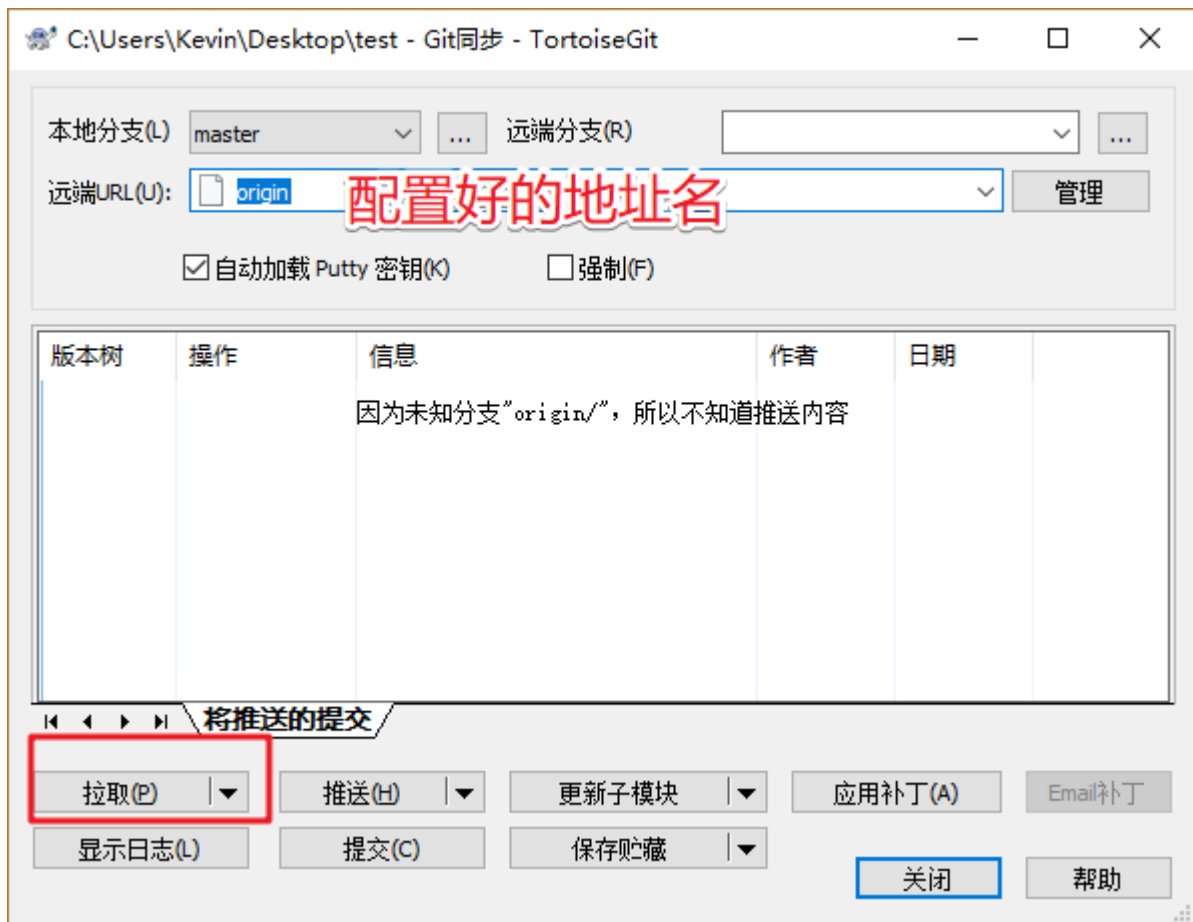 C:\Users\Kevin\Desktop\test - Git同步 - TortoiseGit
本地分支(L) master ... 远端分支(R) ...
远端URL(U): origin 配置好的地址名 管理
自动加载 Putty 密钥(K) 强制(F)
版本树 操作 信息 作者 日期
因为未知分支"origin/"，所以不知道推送内容
将推送的提交
拉取(P) 推送(H) 更新子模块 应用补丁(A) Email补丁
显示日志(L) 提交(C) 保存贮藏
关闭 帮助